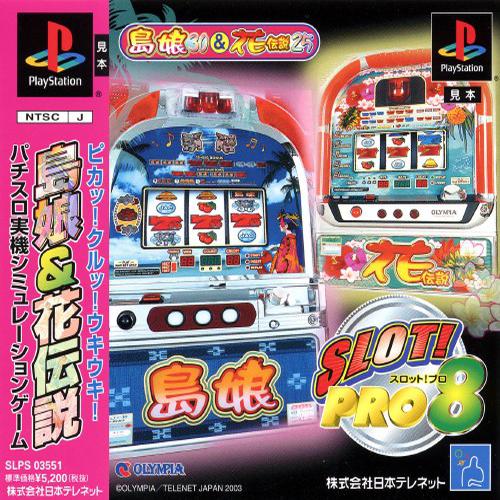 PlayStation
見本
NTSC J
ピカッ!クルッ!ウキウキ!
島娘&花伝説
パチスロ実機シミュレーションゲーム
SLPS 03551
標準価格¥5,200(税抜)
株式会社日本テレネット
島娘30&花伝説25
PlayStation
見本
OLYMPIA
花伝説
島娘
SLOT!
スロット!プロ
PRO8
OLYMPIA
©OLYMPIA／TELENET JAPAN 2003
株式会社日本テレネット